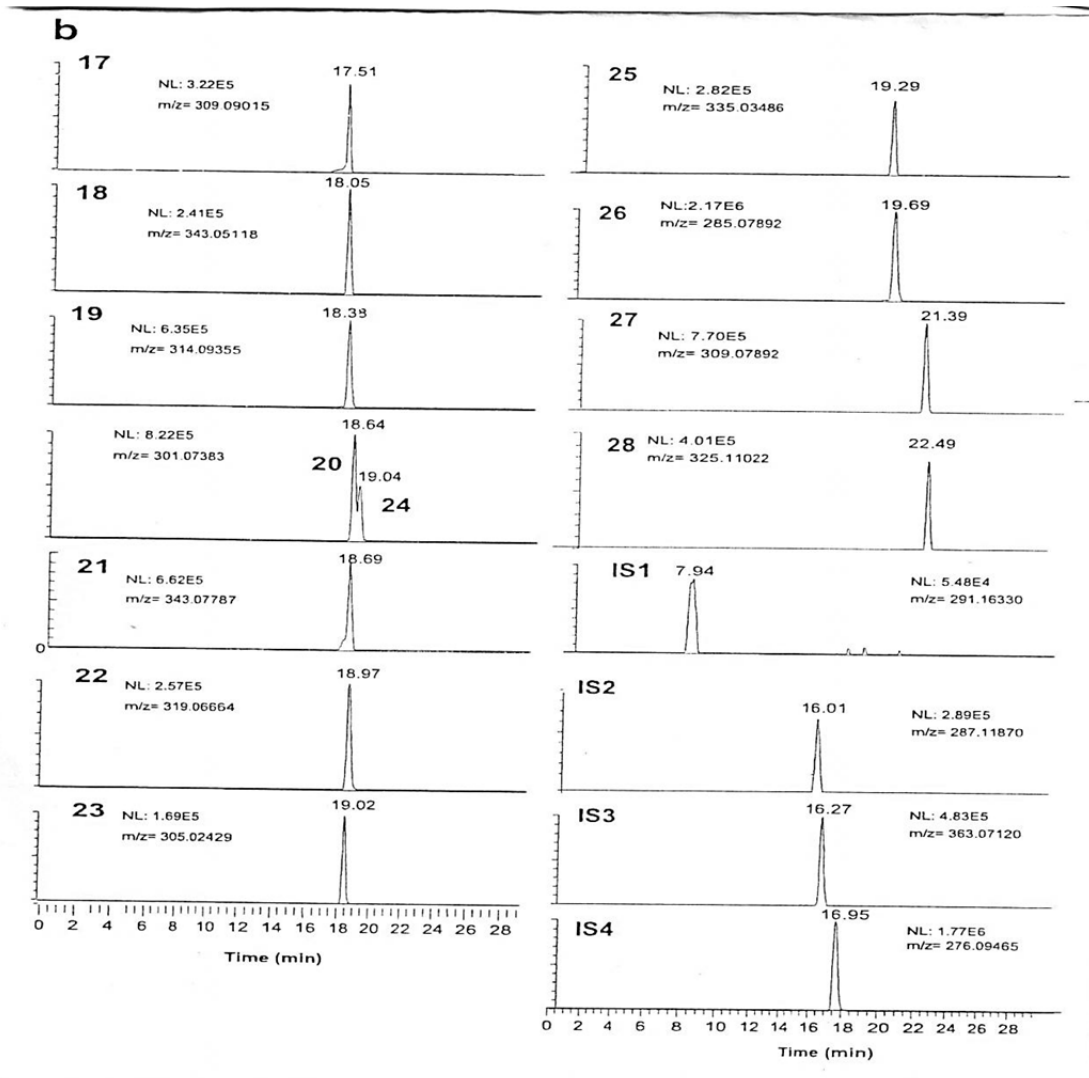 b
17
NL: 3.22E5
m/z= 309.09015
17.51
18
NL: 2.41E5
m/z= 343.05118
18.05
19
NL: 6.35E5
m/z= 314.09355
18.38
NL: 8.22E5
m/z= 301.07383
18.64
20
19.04
24
21
NL: 6.62E5
m/z= 343.07787
18.69
0
22
NL: 2.57E5
m/z= 319.06664
18.97
23
NL: 1.69E5
m/z= 305.02429
19.02
0 2 4 6 8 10 12 14 16 18 20 22 24 26 28
Time (min)
25
NL: 2.82E5
m/z= 335.03486
19.29
26
NL:2.17E6
m/z= 285.07892
19.69
27
NL: 7.70E5
m/z= 309.07892
21.39
28
NL: 4.01E5
m/z= 325.11022
22.49
IS1
7.94
NL: 5.48E4
m/z= 291.16330
IS2
16.01
NL: 2.89E5
m/z= 287.11870
IS3
16.27
NL: 4.83E5
m/z= 363.07120
IS4
16.95
NL: 1.77E6
m/z= 276.09465
0 2 4 6 8 10 12 14 16 18 20 22 24 26 28
Time (min)